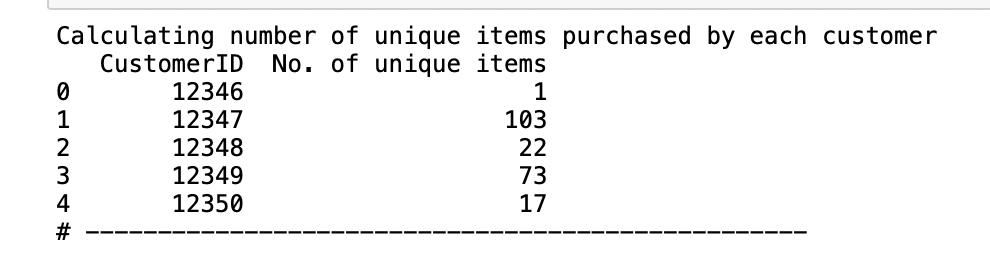 Calculating number of unique items purchased by each customer
CustomerID No. of unique items
0 12346 1
1 12347 103
2 12348 22
3 12349 73
4 12350 17
# --------------------------------------------------